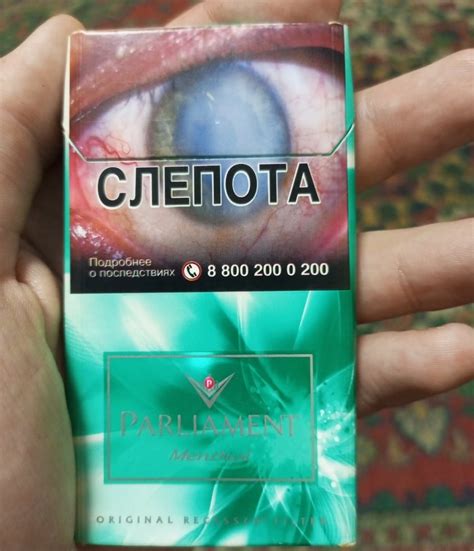 СЛЕПОТА
Подробнее
о последствиях 8 800 200 0 200
P
PARLIAMENT
Menthol
ORIGINAL RECESSED FILTER